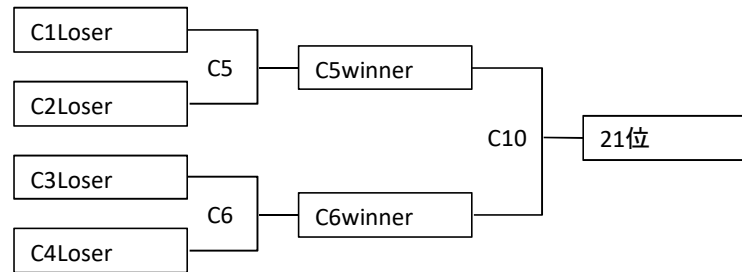 C1Loser
C5
C5winner
C2Loser
C10
21位
C3Loser
C6
C6winner
C4Loser